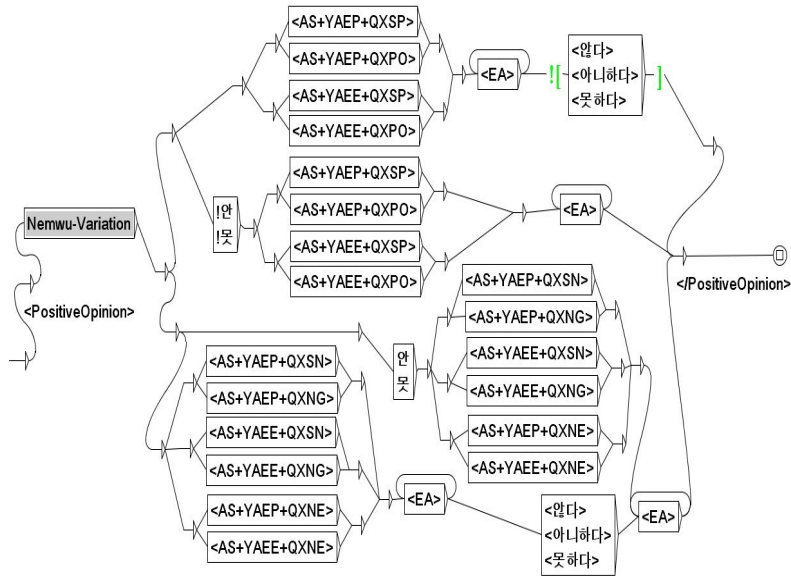 <AS+YAEP+QXSP>
<AS+YAEP+QXPO>
<AS+YAEE+QXSP>
<AS+YAEE+QXPO>
<EA>
![
<않다>
<아니하다>
<못하다>
]
!안
!못
<AS+YAEP+QXSP>
<AS+YAEP+QXPO>
<AS+YAEE+QXSP>
<AS+YAEE+QXPO>
<EA>
Nemwu-Variation
<PositiveOpinion>
</PositiveOpinion>
안
못
<AS+YAEP+QXSN>
<AS+YAEP+QXNG>
<AS+YAEE+QXSN>
<AS+YAEE+QXNG>
<AS+YAEP+QXNE>
<AS+YAEE+QXNE>
<AS+YAEP+QXSN>
<AS+YAEP+QXNG>
<AS+YAEE+QXSN>
<AS+YAEE+QXNG>
<AS+YAEP+QXNE>
<AS+YAEE+QXNE>
<EA>
<않다>
<아니하다>
<못하다>
<EA>